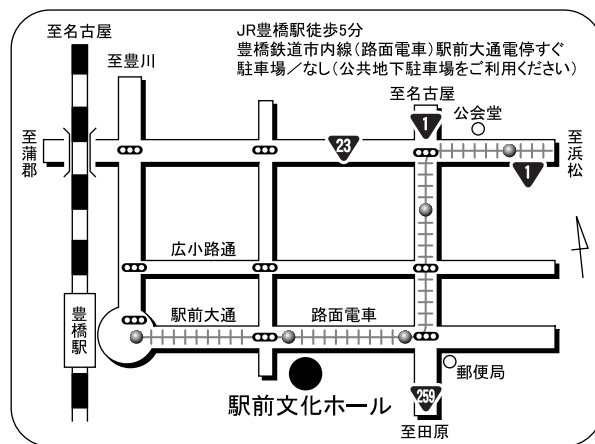 至名古屋
JR豊橋駅徒歩5分
豊橋鉄道市内線(路面電車)駅前大通電停すぐ
駐車場／なし(公共地下駐車場をご利用ください)
至豊川
至名古屋
公会堂
1
至蒲郡
23
至浜松
1
広小路通
豊橋駅
駅前大通
路面電車
郵便局
駅前文化ホール
259
至田原